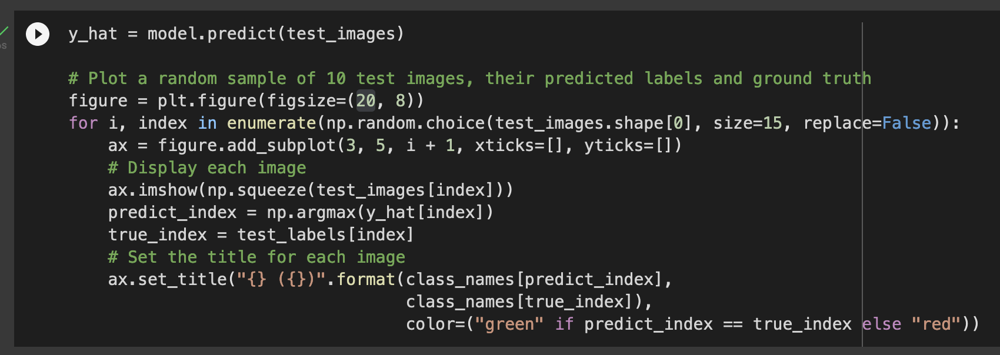 y_hat = model.predict(test_images)

# Plot a random sample of 10 test images, their predicted labels and ground truth
figure = plt.figure(figsize=(20, 8))
for i, index in enumerate(np.random.choice(test_images.shape[0], size=15, replace=False)):
    ax = figure.add_subplot(3, 5, i + 1, xticks=[], yticks=[])
    # Display each image
    ax.imshow(np.squeeze(test_images[index]))
    predict_index = np.argmax(y_hat[index])
    true_index = test_labels[index]
    # Set the title for each image
    ax.set_title("{} ({})".format(class_names[predict_index],
                                  class_names[true_index]),
                                  color=("green" if predict_index == true_index else "red"))